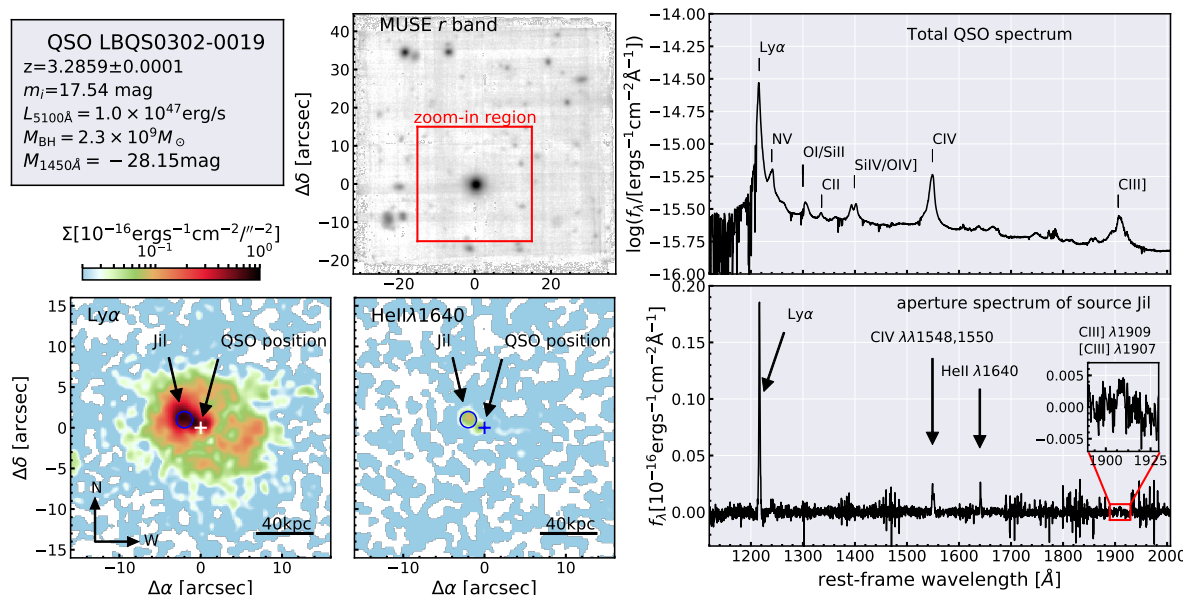 QSO LBQS0302-0019
z=3.2859±0.0001
m_i=17.54 mag
L_5100Å = 1.0 × 10^47 erg/s
M_BH = 2.3 × 10^9 M_⊙
M_1450Å = −28.15mag
Σ[10^−16 ergs^−1cm^−2/′′^−2]
10^−1 10^0
MUSE r band
zoom-in region
Δδ [arcsec]
40
30
20
10
0
−10
−20
−20 0 20
Total QSO spectrum
Lyα
NV
OI/SiII
CII
SiIV/OIV]
CIV
CIII]
log(f_λ/[ergs^−1cm^−2Å^−1])
−14.00
−14.25
−14.50
−14.75
−15.00
−15.25
−15.50
−15.75
−16.00
Lyα
Jil
QSO position
Δδ [arcsec]
15
10
5
0
−5
−10
−15
N
W
40kpc
−10 0 10
Δα [arcsec]
HeIIλ1640
Jil
QSO position
40kpc
−10 0 10
Δα [arcsec]
aperture spectrum of source Jil
Lyα
CIV λλ1548,1550
HeII λ1640
CIII] λ1909
[CIII] λ1907
0.005
0.000
−0.005
1900 1925
f_λ[10^−16ergs^−1cm^−2Å^−1]
0.20
0.15
0.10
0.05
0.00
1200 1300 1400 1500 1600 1700 1800 1900 2000
rest-frame wavelength [Å]